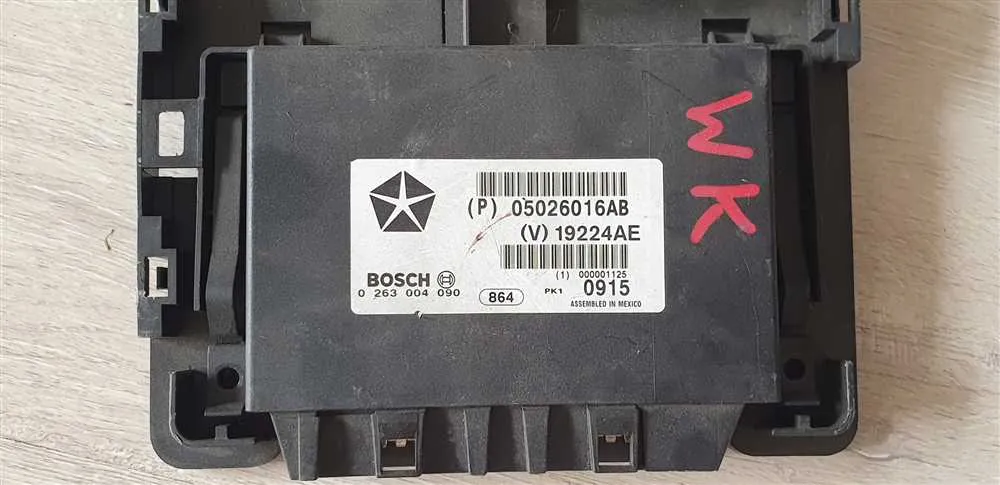 (P) 05026016AB
(V) 19224AE
(1) 000001125
BOSCH
0 263 004 090
864
PK1
0915
ASSEMBLED IN MEXICO
WK